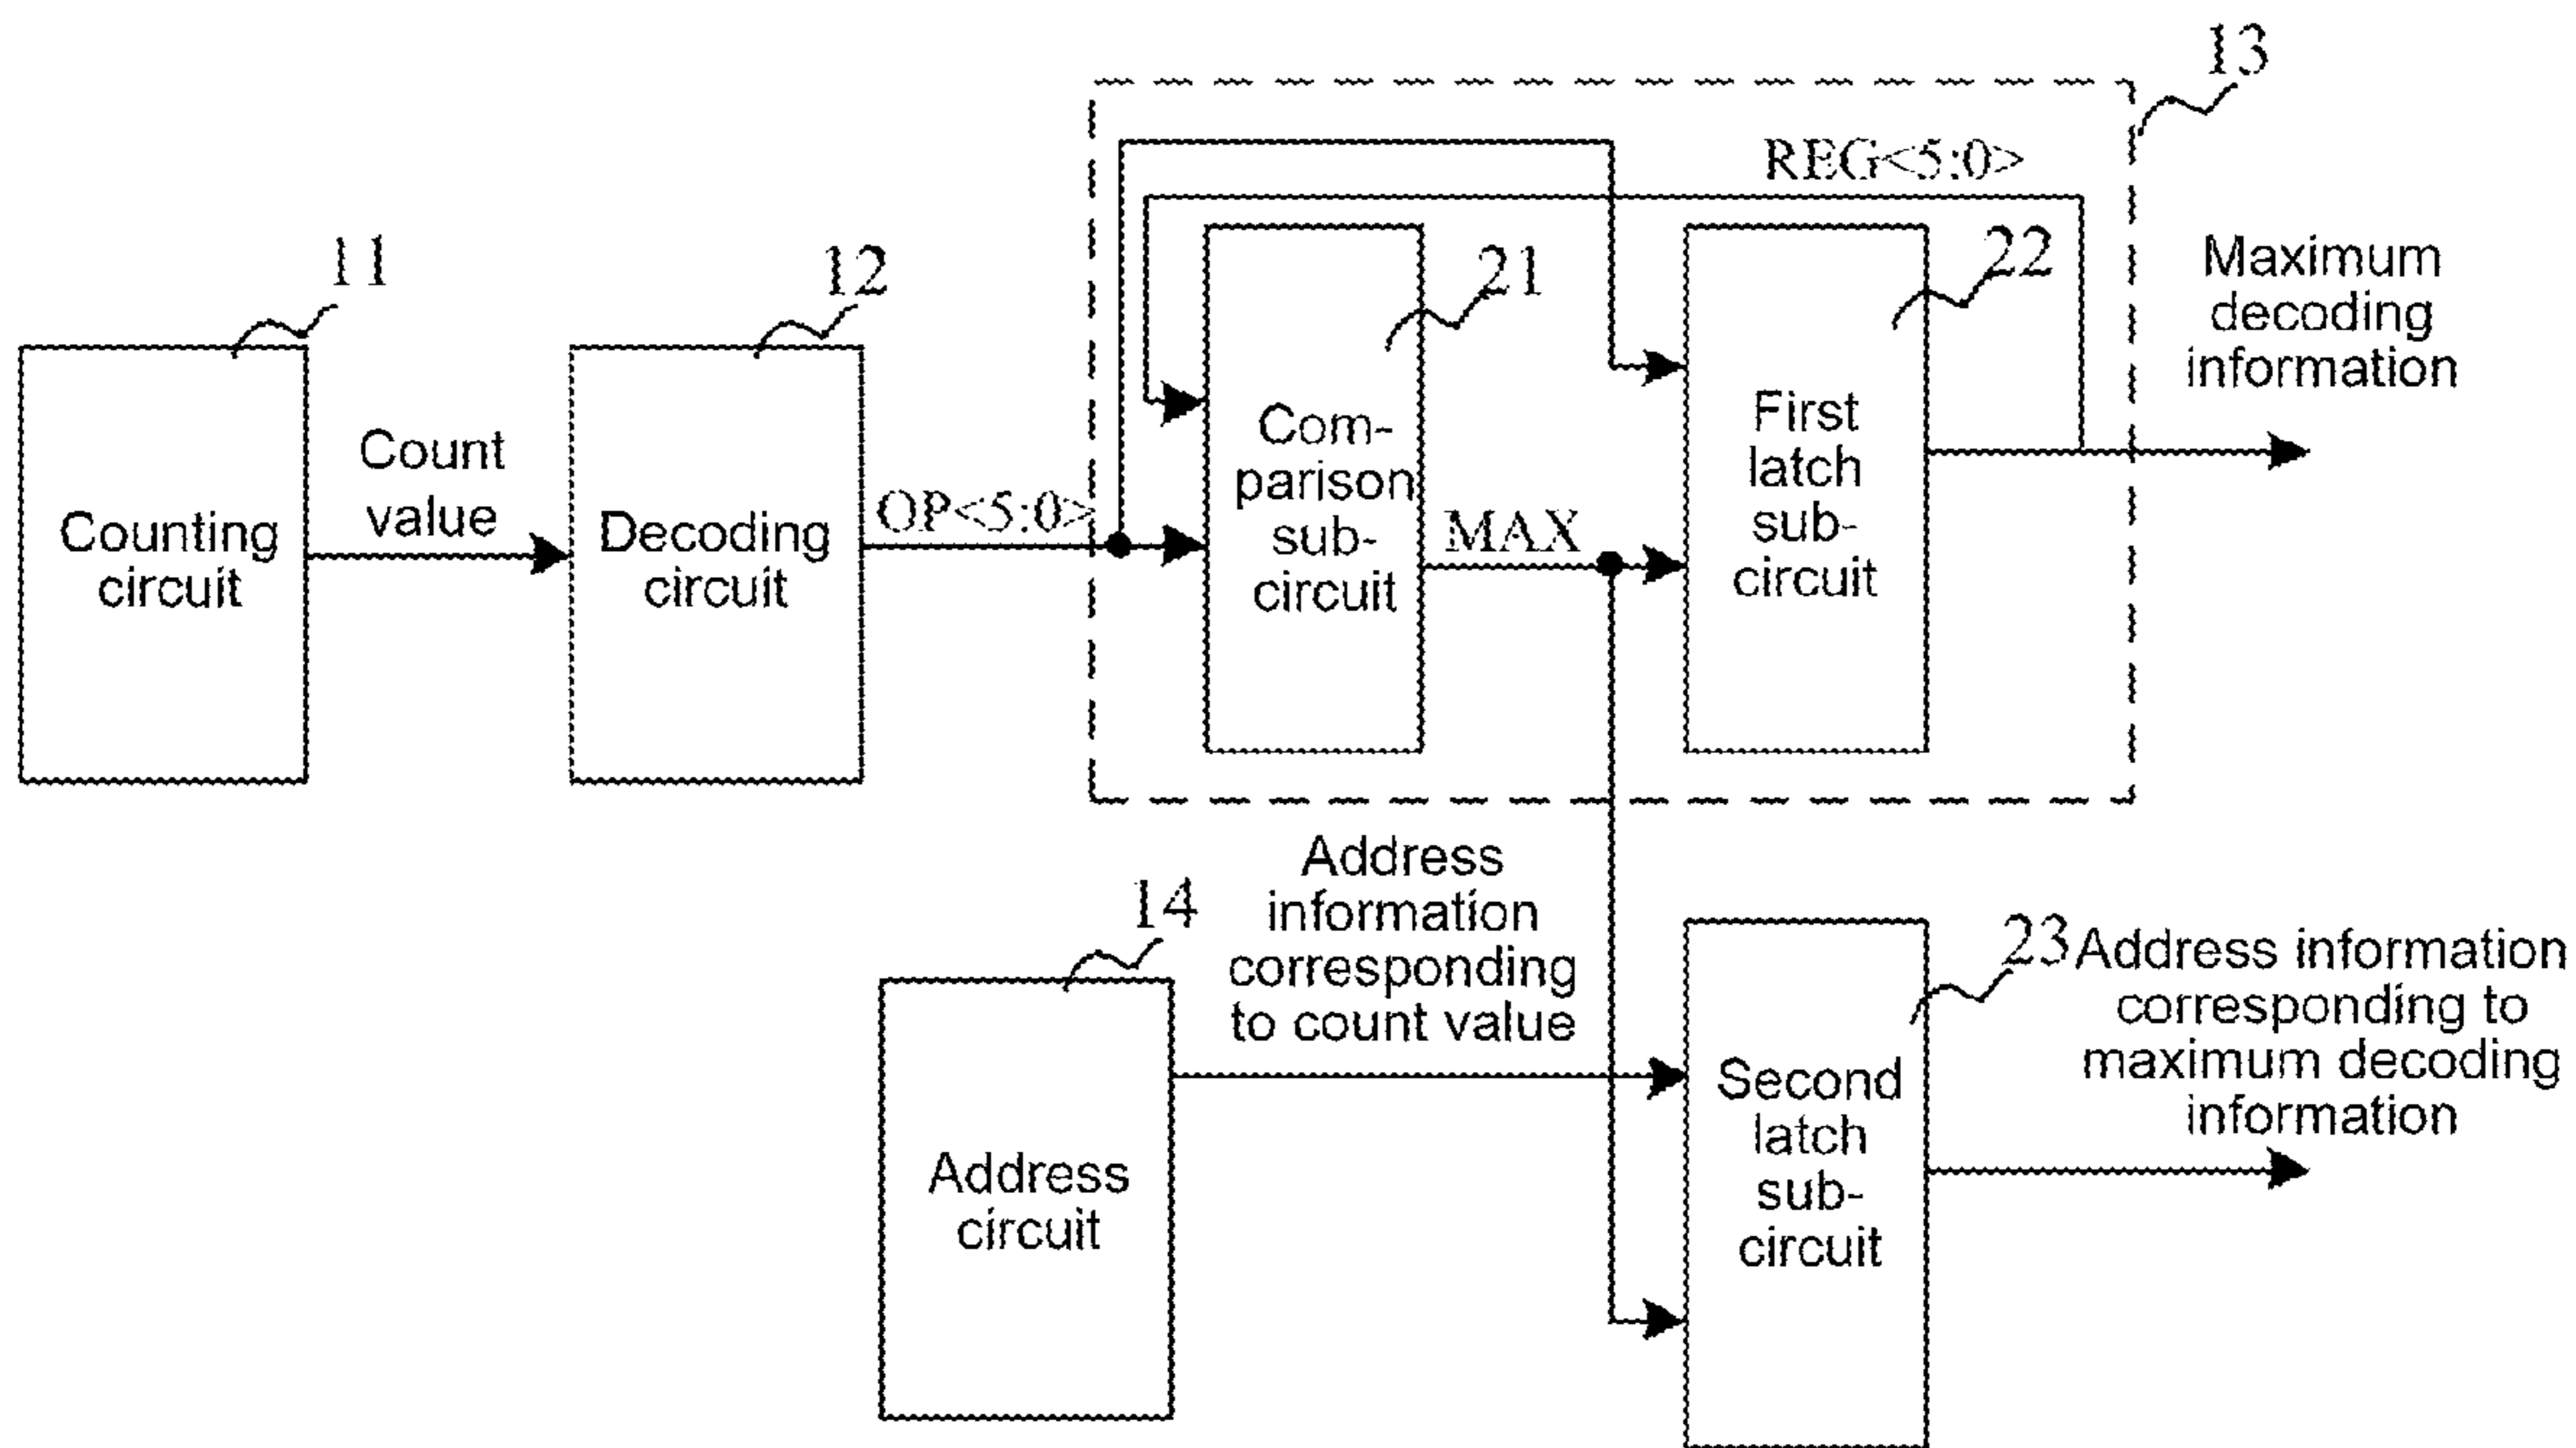 13
REG<5:0>
11
12
21
22
Maximum
decoding
information
Count
value
Counting
circuit
Decoding
circuit
OP<5:0>
Com-
parison
sub-
circuit
MAX
First
latch
sub-
circuit
14
Address
information
corresponding
to count value
23
Address information
corresponding to
maximum decoding
information
Address
circuit
Second
latch
sub-
circuit